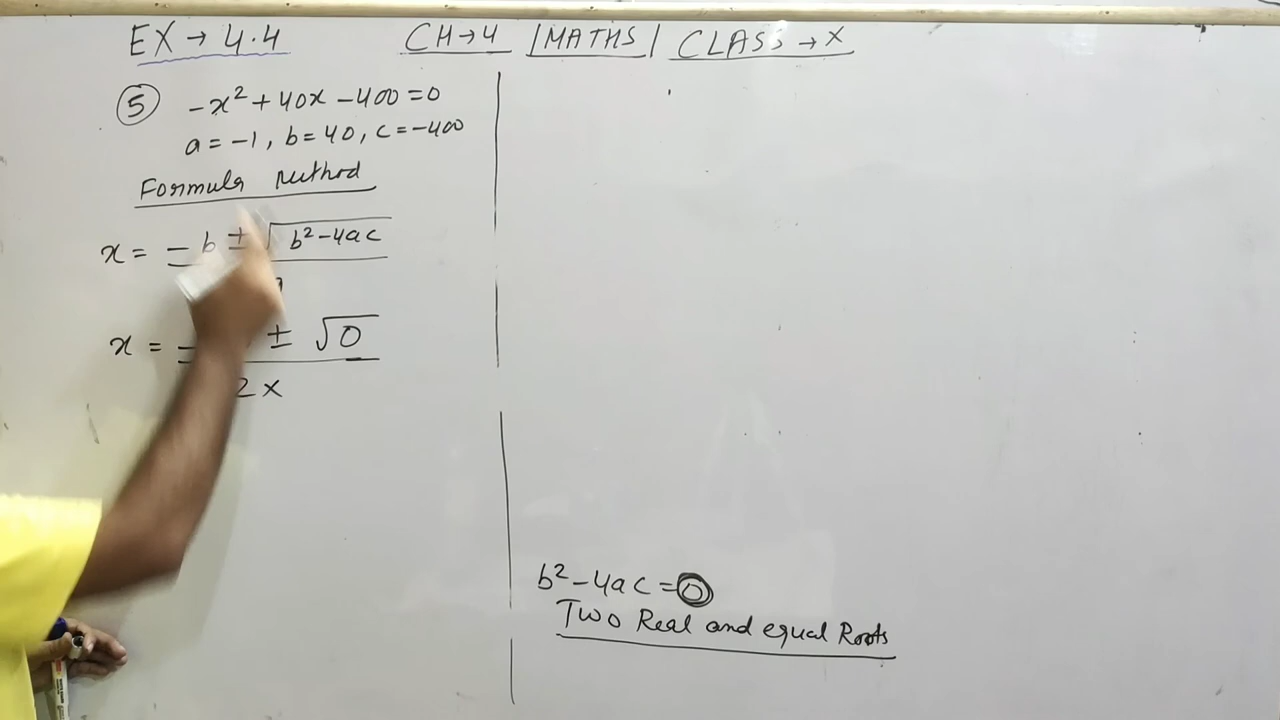 EX → 4.4 CH → 4 | MATHS | CLASS → X
⑤ -x² + 40x - 400 = 0
a = -1, b = 40, c = -400
Formula Method
x = -b ± √b² - 4ac
x = - ± √0
2 x
b² - 4ac = 0
Two Real and equal Roots